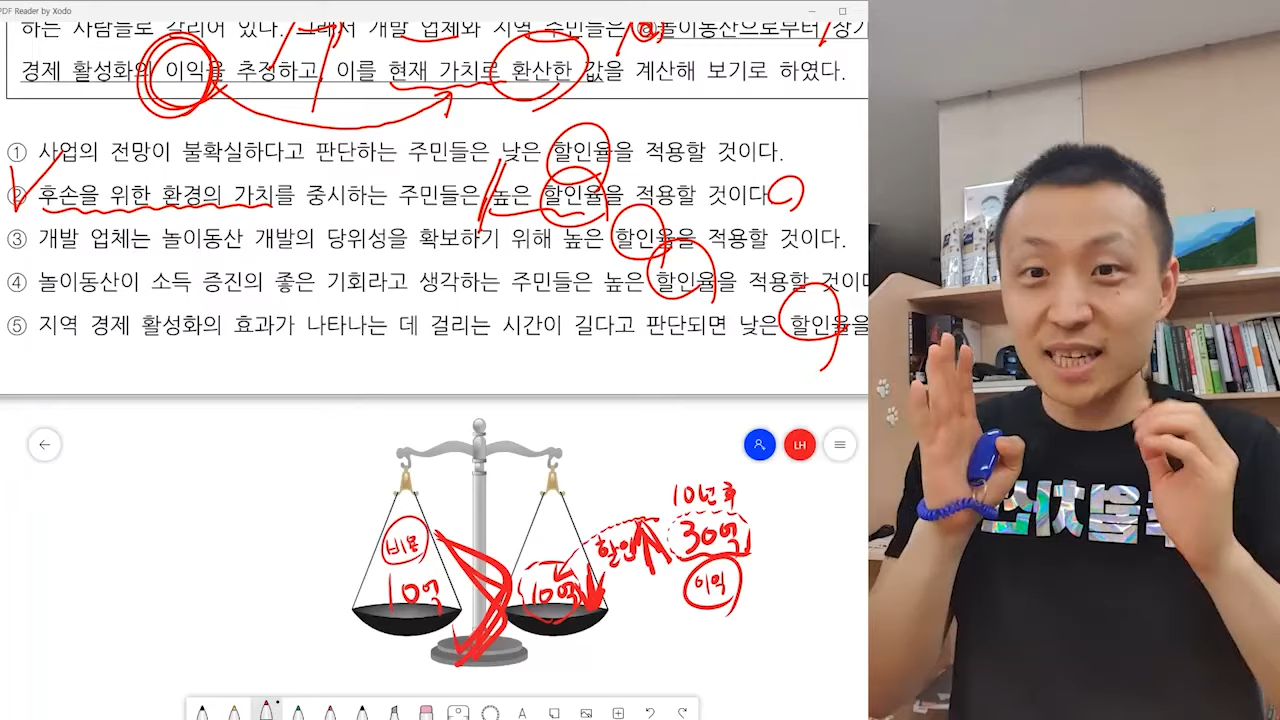 PDF Reader by Xodo
하는 사람들로 갈리어 있다. 그래서 개발 업체와 지역 주민들은 ⓐ놀이동산으로부터 장기
경제 활성화의 이익을 추정하고, 이를 현재 가치로 환산한 값을 계산해 보기로 하였다.
① 사업의 전망이 불확실하다고 판단하는 주민들은 낮은 할인율을 적용할 것이다.
② 후손을 위한 환경의 가치를 중시하는 주민들은 높은 할인율을 적용할 것이다
③ 개발 업체는 놀이동산 개발의 당위성을 확보하기 위해 높은 할인율을 적용할 것이다.
④ 놀이동산이 소득 증진의 좋은 기회라고 생각하는 주민들은 높은 할인율을 적용할 것이다
⑤ 지역 경제 활성화의 효과가 나타나는 데 걸리는 시간이 길다고 판단되면 낮은 할인율을
LH
10년 후
비용
할인
30억
10억
10억
이익